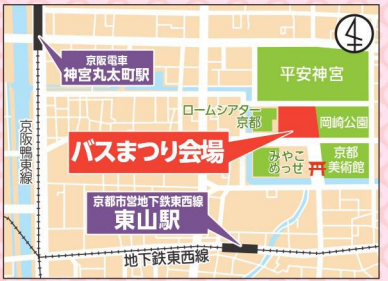 京阪電車
神宮丸太町駅
平安神宮
ロームシアター
京都
岡崎公園
バスまつり会場
みやこ
めっせ
京都
美術館
京阪鴨東線
京都市営地下鉄東西線
東山駅
地下鉄東西線